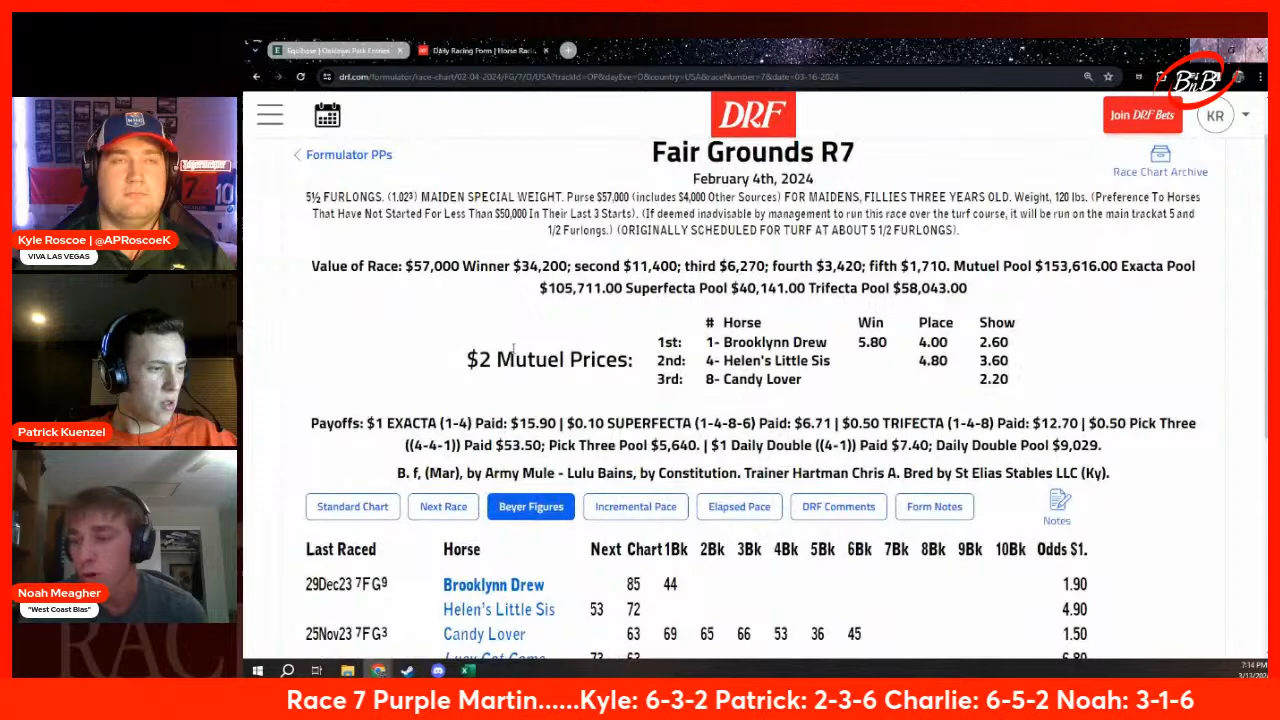 Equibase | Oaklawn Park Entries
Daily Racing Form | Horse Rac
drf.com/formulator/race-chart/02-04-2024/FG/7/D/USA?trackId=OP&dayEve=D&country=USA&raceNumber=7&date=03-16-2024
BnB
DRF
Join DRF Bets
KR
Formulator PPs
Fair Grounds R7
Race Chart Archive
February 4th, 2024
5½ FURLONGS. (1.023) MAIDEN SPECIAL WEIGHT. Purse $57,000 (includes $4,000 Other Sources) FOR MAIDENS, FILLIES THREE YEARS OLD. Weight, 120 lbs. (Preference To Horses
That Have Not Started For Less Than $50,000 In Their Last 3 Starts). (If deemed inadvisable by management to run this race over the turf course, it will be run on the main trackat 5 and
1/2 Furlongs.) (ORIGINALLY SCHEDULED FOR TURF AT ABOUT 5 1/2 FURLONGS).
Value of Race: $57,000 Winner $34,200; second $11,400; third $6,270; fourth $3,420; fifth $1,710. Mutuel Pool $153,616.00 Exacta Pool
$105,711.00 Superfecta Pool $40,141.00 Trifecta Pool $58,043.00
# Horse Win Place Show
1st: 1- Brooklynn Drew 5.80 4.00 2.60
$2 Mutuel Prices: 2nd: 4- Helen's Little Sis 4.80 3.60
3rd: 8- Candy Lover 2.20
Payoffs: $1 EXACTA (1-4) Paid: $15.90 | $0.10 SUPERFECTA (1-4-8-6) Paid: $6.71 | $0.50 TRIFECTA (1-4-8) Paid: $12.70 | $0.50 Pick Three
((4-4-1)) Paid $53.50; Pick Three Pool $5,640. | $1 Daily Double ((4-1)) Paid $7.40; Daily Double Pool $9,029.
B. f, (Mar), by Army Mule - Lulu Bains, by Constitution. Trainer Hartman Chris A. Bred by St Elias Stables LLC (Ky).
Standard Chart Next Race Beyer Figures Incremental Pace Elapsed Pace DRF Comments Form Notes Notes
Last Raced Horse Next Chart 1Bk 2Bk 3Bk 4Bk 5Bk 6Bk 7Bk 8Bk 9Bk 10Bk Odds $1.
29Dec23 7FG9 Brooklynn Drew 85 44 1.90
Helen's Little Sis 53 72 4.90
25Nov23 7FG3 Candy Lover 63 69 65 66 53 36 45 1.50
7:14 PM
Kyle Roscoe | @APRoscoeK
VIVA LAS VEGAS
Patrick Kuenzel
Noah Meagher
"West Coast Bias"
RAC
Race 7 Purple Martin......Kyle: 6-3-2 Patrick: 2-3-6 Charlie: 6-5-2 Noah: 3-1-6